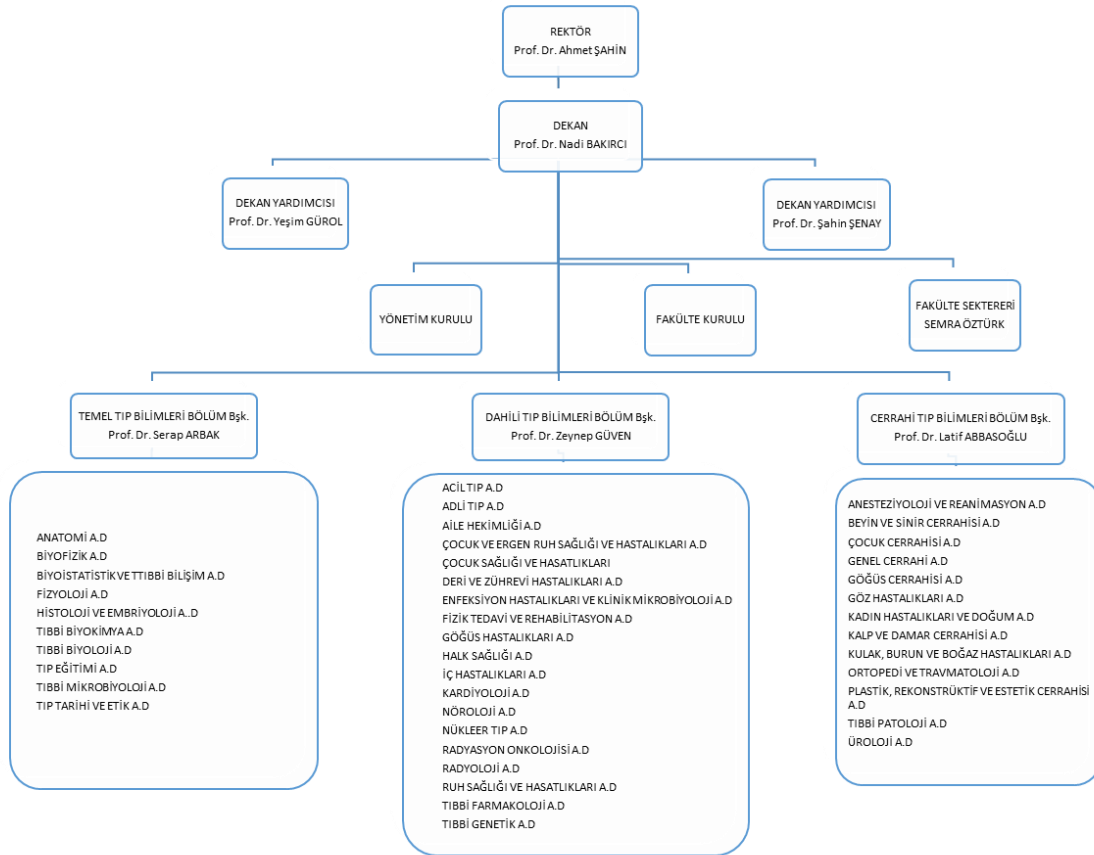 REKTÖR
Prof. Dr. Ahmet ŞAHİN
DEKAN
Prof. Dr. Nadi BAKIRCI
DEKAN YARDIMCISI
Prof. Dr. Yeşim GÜROL
DEKAN YARDIMCISI
Prof. Dr. Şahin ŞENAY
YÖNETİM KURULU
FAKÜLTE KURULU
FAKÜLTE SEKTERERİ
SEMRA ÖZTÜRK
TEMEL TIP BİLİMLERİ BÖLÜM Bşk.
Prof. Dr. Serap ARBAK
DAHİLİ TIP BİLİMLERİ BÖLÜM Bşk.
Prof. Dr. Zeynep GÜVEN
CERRAHİ TIP BİLİMLERİ BÖLÜM Bşk.
Prof. Dr. Latif ABBASOĞLU
ANATOMİ A.D
BİYOFİZİK A.D
BİYOİSTATİSTİK VE TTIBBİ BİLİŞİM A.D
FİZYOLOJİ A.D
HİSTOLOJİ VE EMBRİYOLOJİ A..D
TIBBİ BİYOKİMYA A.D
TIBBİ BİYOLOJİ A.D
TIP EĞİTİMİ A.D
TIBBİ MİKROBİYOLOJİ A.D
TIP TARİHİ VE ETİK A.D
ACİL TIP A.D
ADLİ TIP A.D
AİLE HEKİMLİĞİ A.D
ÇOCUK VE ERGEN RUH SAĞLIĞI VE HASTALIKLARI A.D
ÇOCUK SAĞLIĞI VE HASATLIKLARI
DERİ VE ZÜHREVİ HASTALIKLARI A.D
ENFEKSİYON HASTALIKLARI VE KLİNİK MİKROBİYOLOJİ A.D
FİZİK TEDAVİ VE REHABİLİTASYON A.D
GÖĞÜS HASTALIKLARI A.D
HALK SAĞLIĞI A.D
İÇ HASTALIKLARI A.D
KARDİYOLOJİ A.D
NÖROLOJİ A.D
NÜKLEER TIP A.D
RADYASYON ONKOLOJİSİ A.D
RADYOLOJİ A.D
RUH SAĞLIĞI VE HASATLIKLARI A.D
TIBBİ FARMAKOLOJİ A.D
TIBBİ GENETİK A.D
ANESTEZİYOLOJİ VE REANİMASYON A.D
BEYİN VE SİNİR CERRAHİSİ A.D
ÇOCUK CERRAHİSİ A.D
GENEL CERRAHİ A.D
GÖĞÜS CERRAHİSİ A.D
GÖZ HASTALIKLARI A.D
KADIN HASTALIKLARI VE DOĞUM A.D
KALP VE DAMAR CERRAHİSİ A.D
KULAK, BURUN VE BOĞAZ HASTALIKLARI A.D
ORTOPEDİ VE TRAVMATOLOJİ A.D
PLASTİK, REKONSTRÜKTİF VE ESTETİK CERRAHİSİ
A.D
TIBBİ PATOLOJİ A.D
ÜROLOJİ A.D